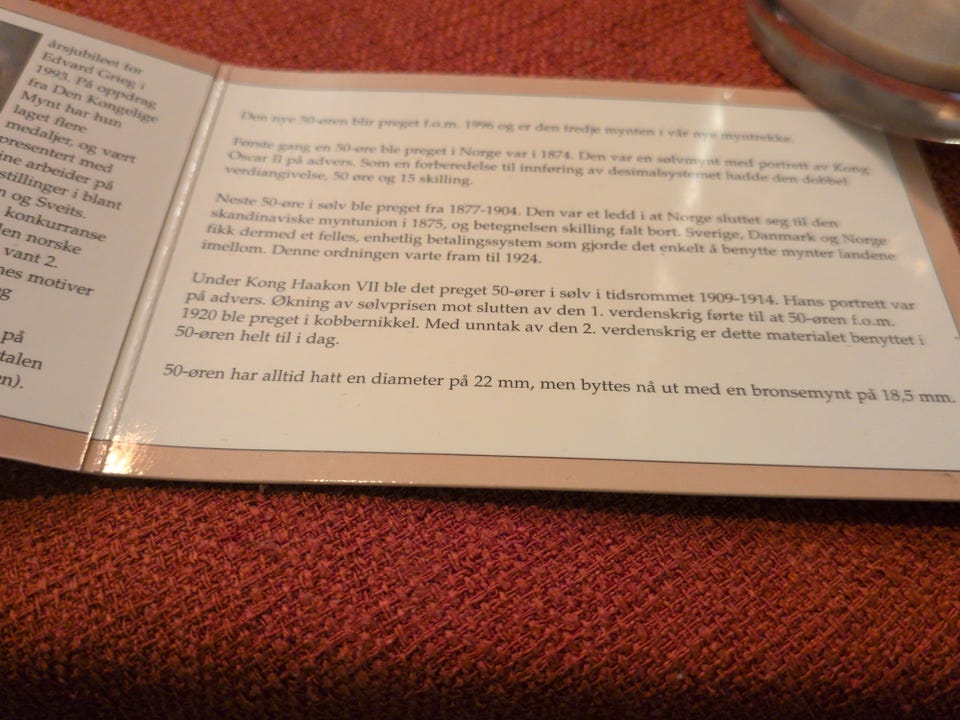 årsjubileet for
Edvard Grieg i
1993. På oppdrag
fra Den Kongelige
Mynt har hun
laget flere
medaljer, og vært
presentert med
ine arbeider på
stillinger i blant
n og Sveits.
konkurranse
len norske
vant 2.
nes motiver
g
på
talen
en).
Den nye 50-øren blir preget f.o.m. 1996 og er den tredje mynten i vår nye myntrekke.
Første gang en 50-øre ble preget i Norge var i 1874. Den var en sølvmynt med portrett av Kong
Oscar II på advers. Som en forberedelse til innføring av desimalsystemet hadde den dobbel
verdiangivelse, 50 øre og 15 skilling.
Neste 50-øre i sølv ble preget fra 1877-1904. Den var et ledd i at Norge sluttet seg til den
skandinaviske myntunion i 1875, og betegnelsen skilling falt bort. Sverige, Danmark og Norge
fikk dermed et felles, enhetlig betalingssystem som gjorde det enkelt å benytte mynter landene
imellom. Denne ordningen varte fram til 1924.
Under Kong Haakon VII ble det preget 50-ører i sølv i tidsrommet 1909-1914. Hans portrett var
på advers. Økning av sølvprisen mot slutten av den 1. verdenskrig førte til at 50-øren f.o.m.
1920 ble preget i kobbernikkel. Med unntak av den 2. verdenskrig er dette materialet benyttet i
50-øren helt til i dag.
50-øren har alltid hatt en diameter på 22 mm, men byttes nå ut med en bronsemynt på 18,5 mm.